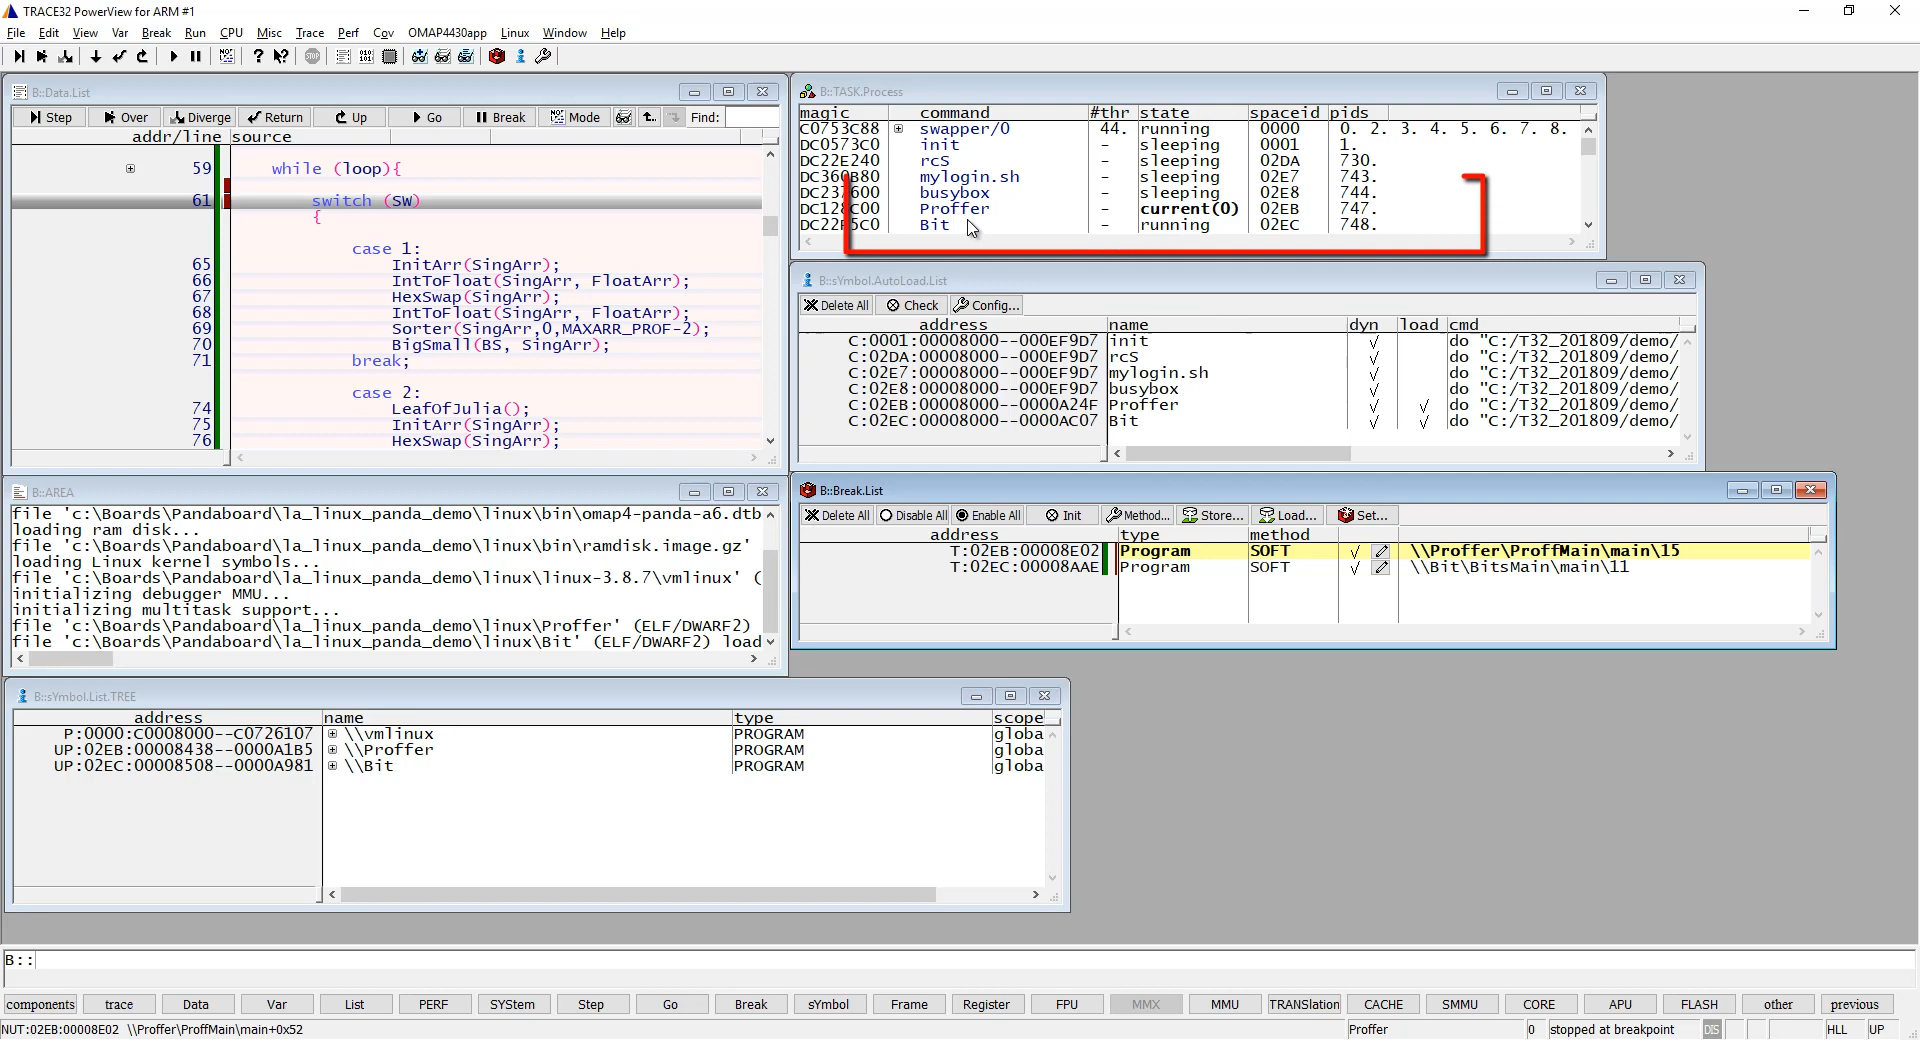 TRACE32 PowerView for ARM #1
File Edit View Var Break Run CPU Misc Trace Perf Cov OMAP4430app Linux Window Help
B::Data.List
Step Over Diverge Return Up Go Break Mode Find:
addr/line source
59 while (loop){
61 switch (SW)
{
case 1:
65 InitArr(SingArr);
66 IntToFloat(SingArr, FloatArr);
67 HexSwap(SingArr);
68 IntToFloat(SingArr, FloatArr);
69 Sorter(SingArr,0,MAXARR_PROF-2);
70 BigSmall(BS, SingArr);
71 break;
case 2:
74 LeafOfJulia();
75 InitArr(SingArr);
76 HexSwap(SingArr);
B::TASK.Process
magic command #thr state spaceid pids
C0753C88 swapper/0 44. running 0000 0. 2. 3. 4. 5. 6. 7. 8.
DC0573C0 init - sleeping 0001 1.
DC22E240 rcS - sleeping 02DA 730.
DC360B80 mylogin.sh - sleeping 02E7 743.
busybox - sleeping 02E8 744.
Proffer - current(0) 02EB 747.
Bit - running 02EC 748.
B::sYmbol.AutoLoad.List
Delete All Check Config...
address name dyn load cmd
C:0001:00008000--000EF9D7 init √ do "C:/T32_201809/demo/
C:02DA:00008000--000EF9D7 rcS √ do "C:/T32_201809/demo/
C:02E7:00008000--000EF9D7 mylogin.sh √ do "C:/T32_201809/demo/
C:02E8:00008000--000EF9D7 busybox √ do "C:/T32_201809/demo/
C:02EB:00008000--0000A24F Proffer √ √ do "C:/T32_201809/demo/
C:02EC:00008000--0000AC07 Bit √ √ do "C:/T32_201809/demo/
B::AREA
file 'c:\Boards\Pandaboard\la_linux_panda_demo\linux\bin\omap4-panda-a6.dtb
loading ram disk...
file 'c:\Boards\Pandaboard\la_linux_panda_demo\linux\bin\ramdisk.image.gz'
loading Linux kernel symbols...
file 'c:\Boards\Pandaboard\la_linux_panda_demo\linux\linux-3.8.7\vmlinux' (
initializing debugger MMU...
initializing multitask support...
file 'c:\Boards\Pandaboard\la_linux_panda_demo\linux\Proffer' (ELF/DWARF2)
file 'c:\Boards\Pandaboard\la_linux_panda_demo\linux\Bit' (ELF/DWARF2) load
B::Break.List
Delete All Disable All Enable All Init Method... Store... Load... Set...
address type method
T:02EB:00008E02 Program SOFT √ \\Proffer\ProffMain\main\15
T:02EC:00008AAE Program SOFT √ \\Bit\BitsMain\main\11
B::sYmbol.List.TREE
address name type scope
P:0000:C0008000--C0726107 \\vmlinux PROGRAM globa
UP:02EB:00008438--0000A1B5 \\Proffer PROGRAM globa
UP:02EC:00008508--0000A981 \\Bit PROGRAM globa
B::
components trace Data Var List PERF SYStem Step Go Break sYmbol Frame Register FPU MMX MMU TRANSlation CACHE SMMU CORE APU FLASH other previous
NUT:02EB:00008E02 \\Proffer\ProffMain\main+0x52 Proffer 0 stopped at breakpoint DIS HLL UP